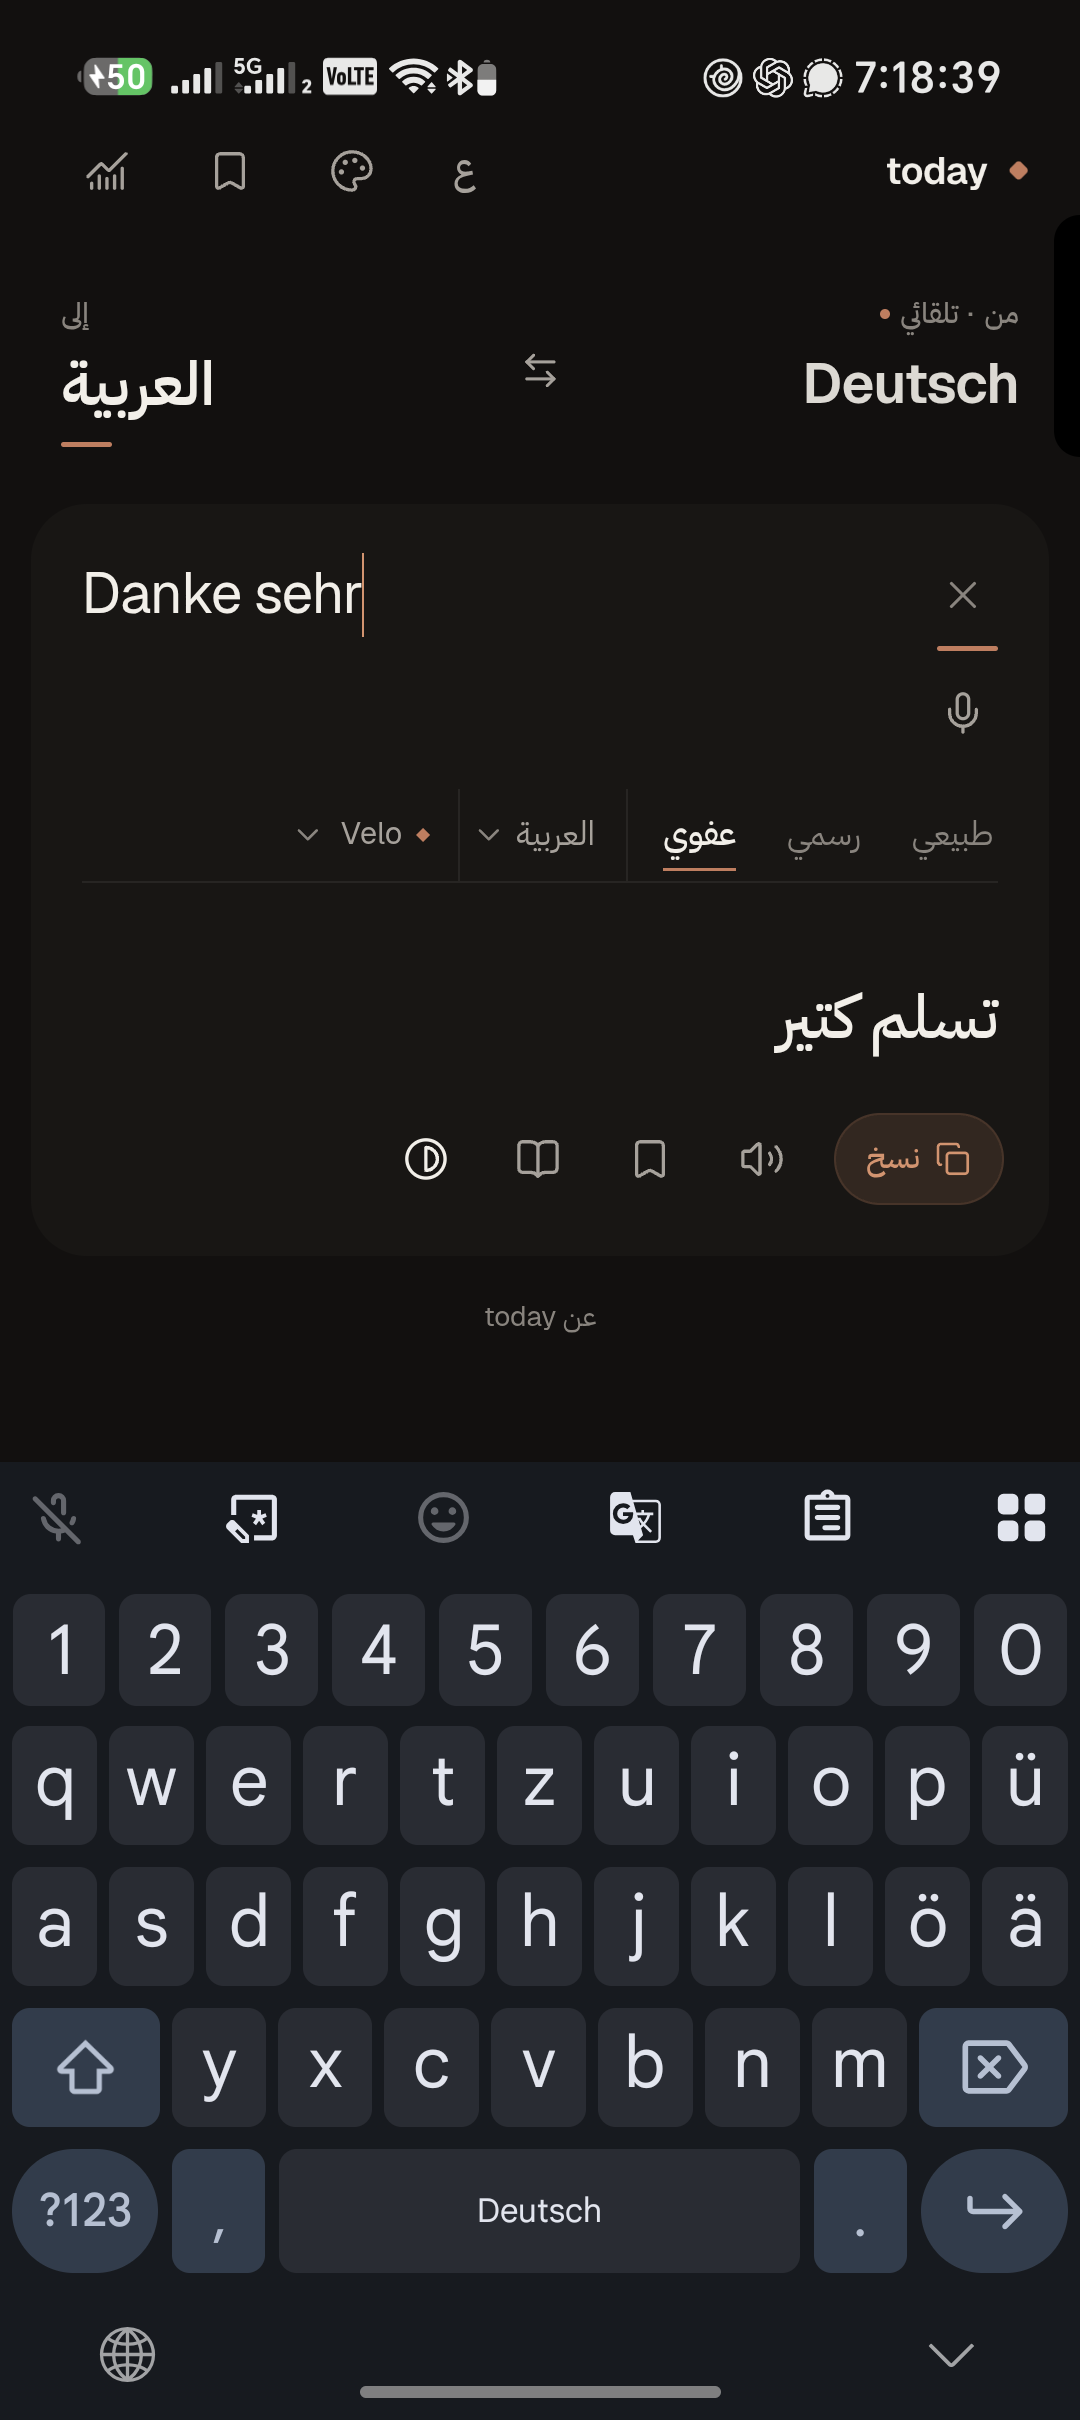 50 5G 2 VoLTE 7:18:39
ع today
من · تلقائي إلى
Deutsch العربية
Danke sehr
طبيعي رسمي عفوي العربية Velo
تسلم كتير
نسخ
عن today
1 2 3 4 5 6 7 8 9 0
q w e r t z u i o p ü
a s d f g h j k l ö ä
y x c v b n m
?123 , Deutsch .